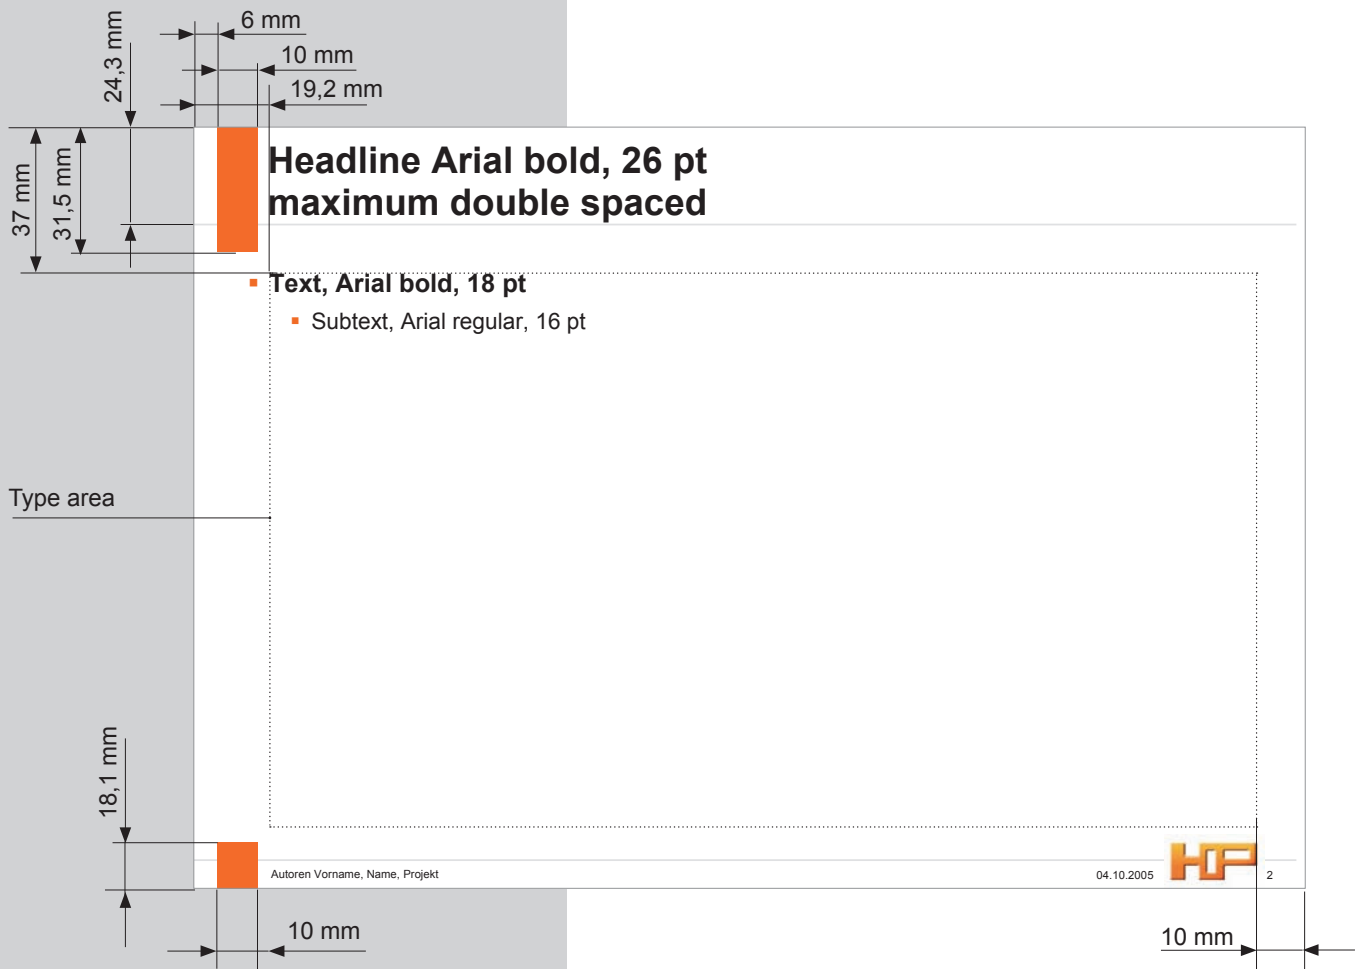 6 mm
10 mm
19,2 mm
24,3 mm
37 mm
31,5 mm
Headline Arial bold, 26 pt
maximum double spaced
▪ Text, Arial bold, 18 pt
▪ Subtext, Arial regular, 16 pt
Type area
18,1 mm
Autoren Vorname, Name, Projekt
04.10.2005
2
10 mm
10 mm